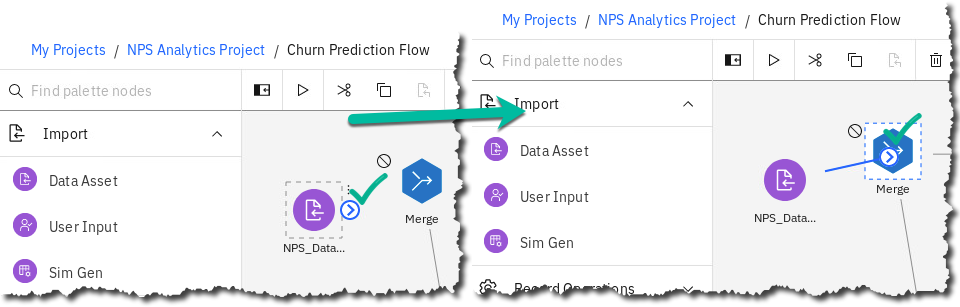 My Projects / NPS Analytics Project / Churn Prediction Flow
Find palette nodes
Import
Data Asset
User Input
Sim Gen
NPS_Data...
Merge
My Projects / NPS Analytics Project / Churn Prediction Flow
Find palette nodes
Import
Data Asset
User Input
Sim Gen
Record Operations
NPS_Data...
Merge